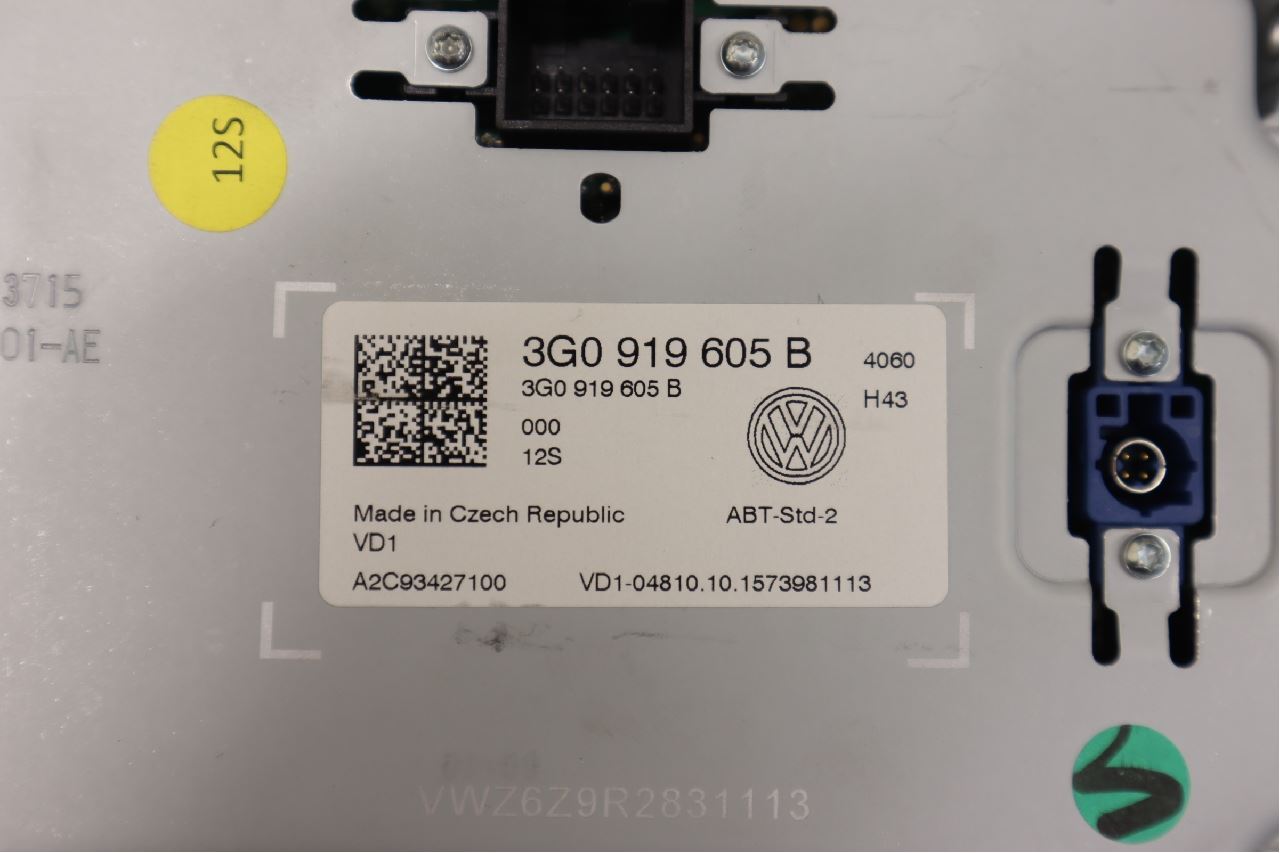 12S
3715
01-AE
3G0 919 605 B
4060
3G0 919 605 B
H43
000
12S
Made in Czech Republic
ABT-Std-2
VD1
A2C93427100
VD1-04810.10.1573981113
VWZ6Z9R2831113